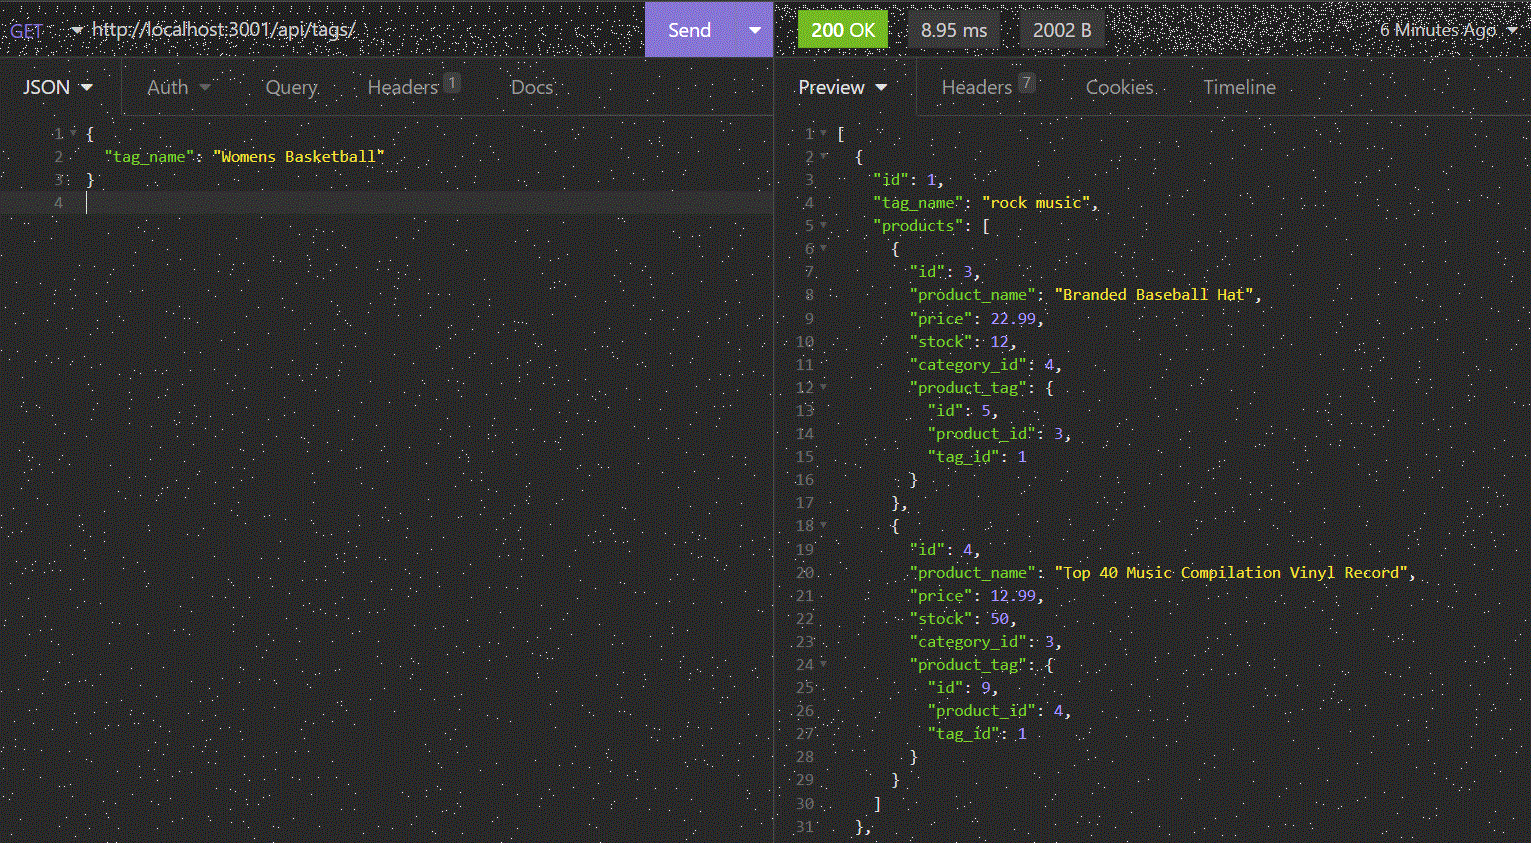 GET http://localhost:3001/api/tags/ Send 200 OK 8.95 ms 2002 B 6 Minutes Ago
JSON Auth Query Headers 1 Docs
1 {
2 "tag_name": "Womens Basketball"
3 }
4
Preview Headers 7 Cookies Timeline
1 [
2 {
3 "id": 1,
4 "tag_name": "rock music",
5 "products": [
6 {
7 "id": 3,
8 "product_name": "Branded Baseball Hat",
9 "price": 22.99,
10 "stock": 12,
11 "category_id": 4,
12 "product_tag": {
13 "id": 5,
14 "product_id": 3,
15 "tag_id": 1
16 }
17 },
18 {
19 "id": 4,
20 "product_name": "Top 40 Music Compilation Vinyl Record",
21 "price": 12.99,
22 "stock": 50,
23 "category_id": 3,
24 "product_tag": {
25 "id": 9,
26 "product_id": 4,
27 "tag_id": 1
28 }
29 }
30 ]
31 },